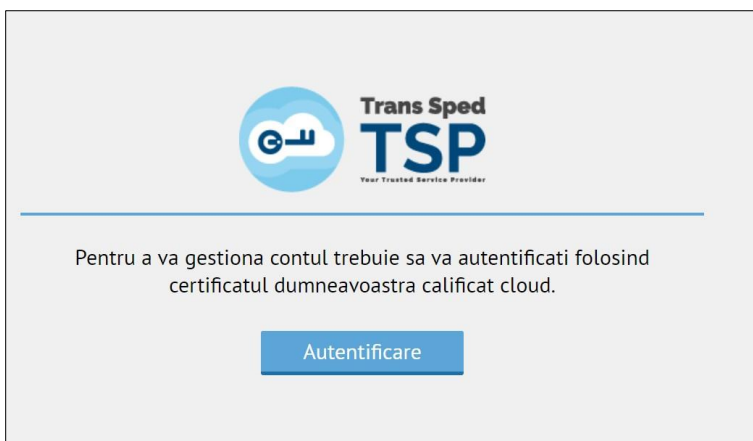 Trans Sped
TSP
Your Trusted Service Provider
Pentru a va gestiona contul trebuie sa va autentificati folosind
certificatul dumneavoastra calificat cloud.
Autentificare